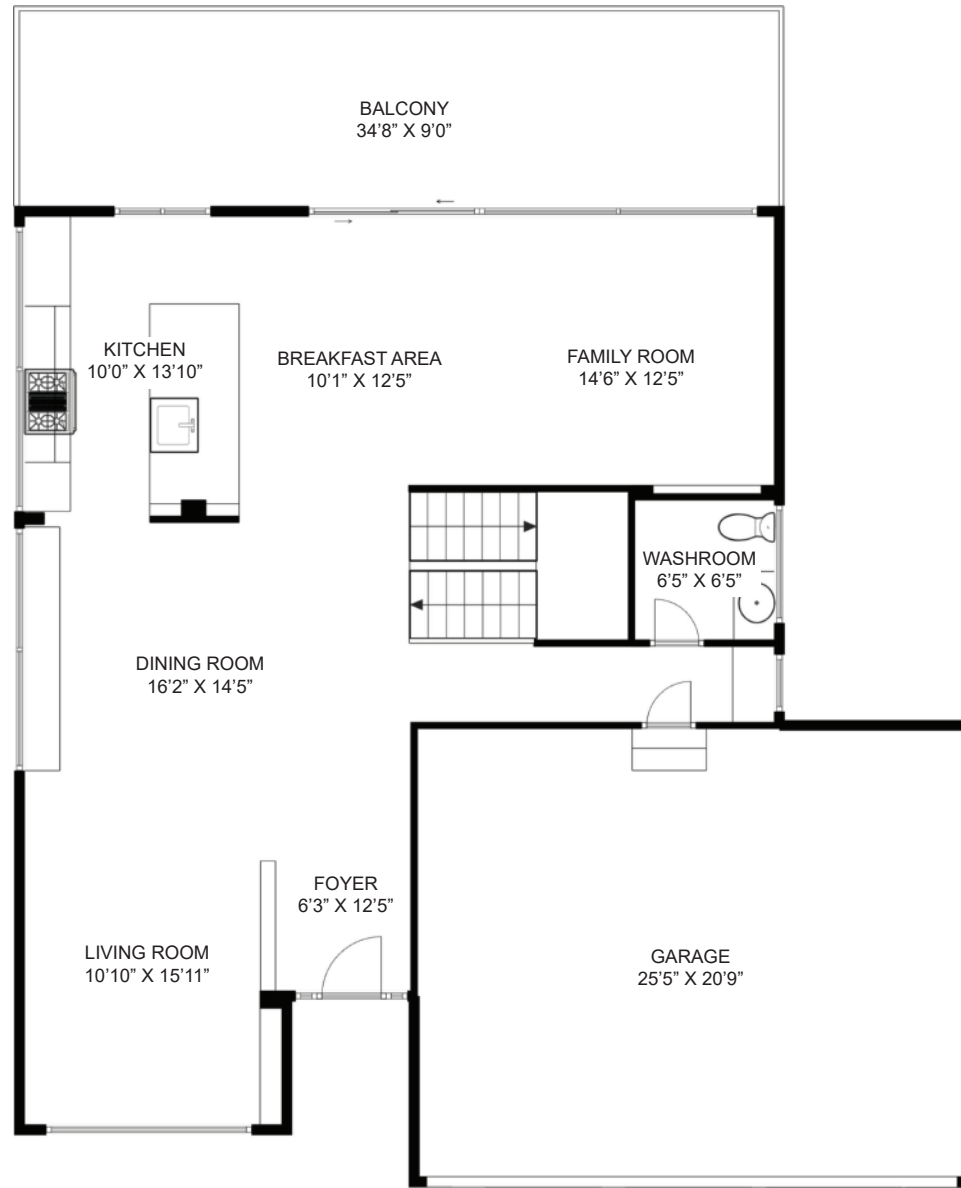 BALCONY
34’8” X 9’0”
KITCHEN
10’0” X 13’10”
BREAKFAST AREA
10’1” X 12’5”
FAMILY ROOM
14’6” X 12’5”
WASHROOM
6’5” X 6’5”
DINING ROOM
16’2” X 14’5”
FOYER
6’3” X 12’5”
LIVING ROOM
10’10” X 15’11”
GARAGE
25’5” X 20’9”